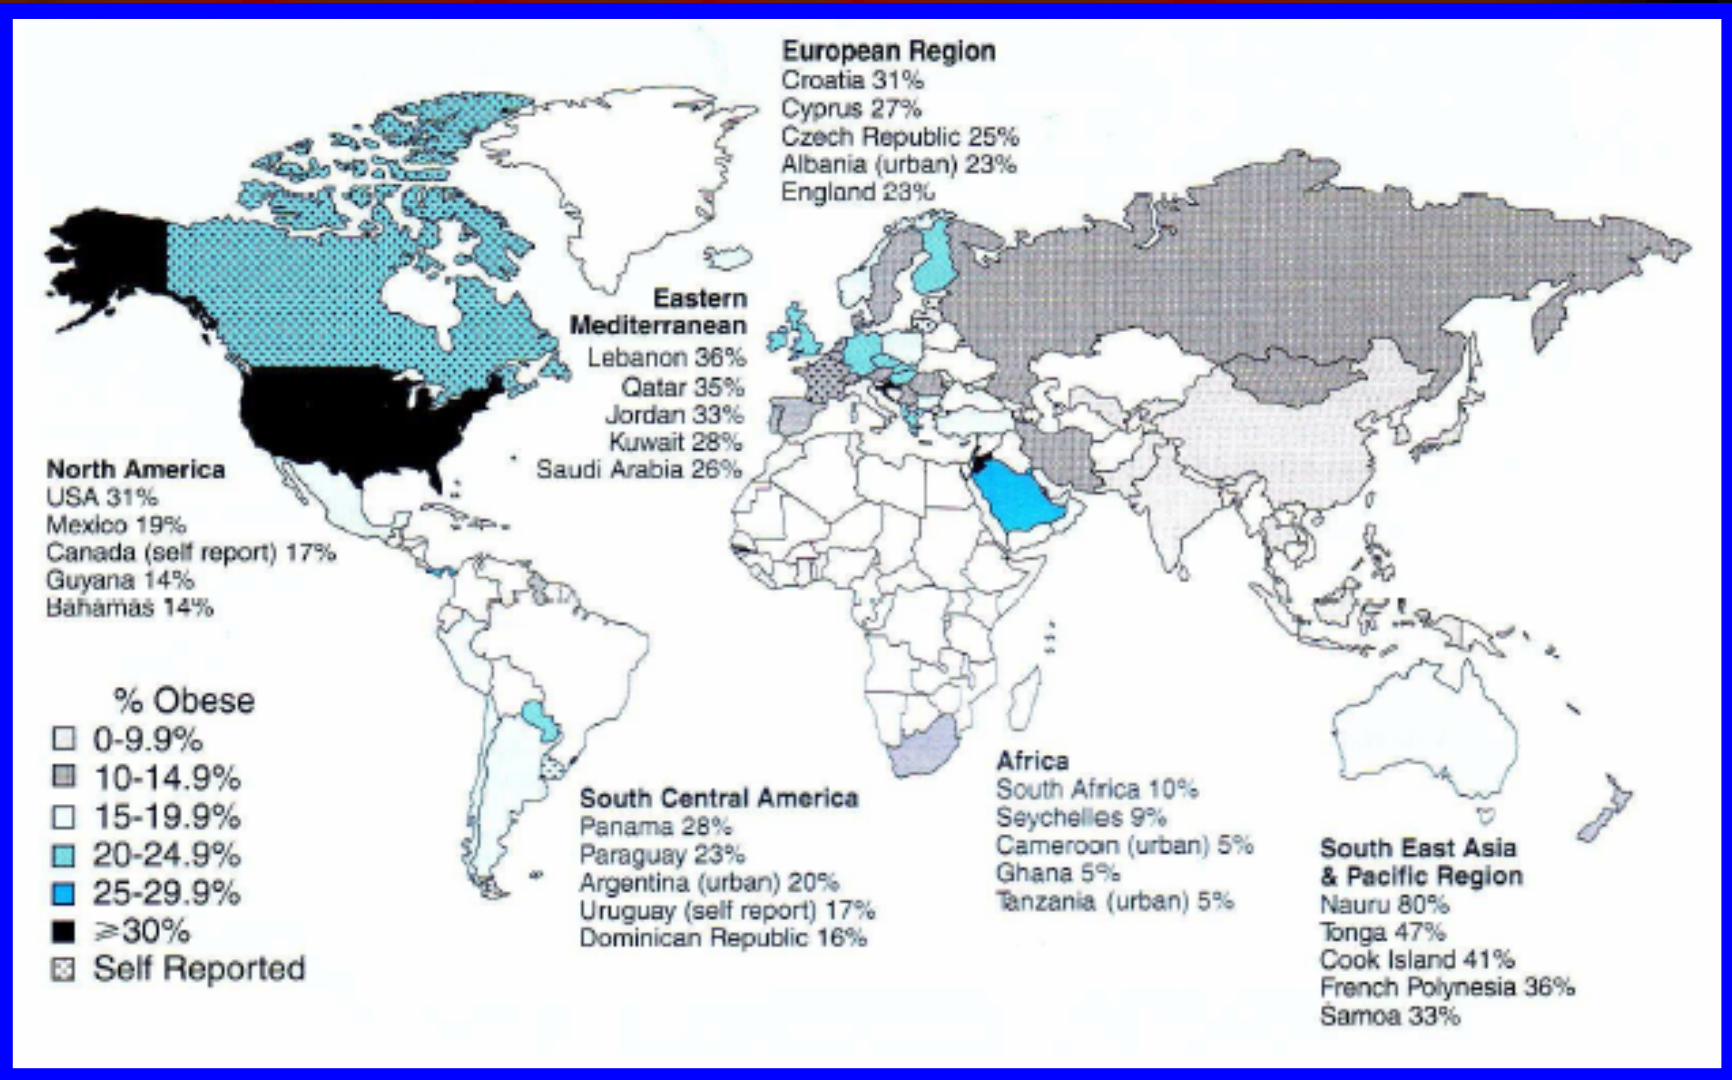 European Region
Croatia 31%
Cyprus 27%
Czech Republic 25%
Albania (urban) 23%
England 23%
Eastern
Mediterranean
Lebanon 36%
Qatar 35%
Jordan 33%
Kuwait 28%
Saudi Arabia 26%
North America
USA 31%
Mexico 19%
Canada (self report) 17%
Guyana 14%
Bahamas 14%
% Obese
0-9.9%
10-14.9%
15-19.9%
20-24.9%
25-29.9%
⩾30%
Self Reported
South Central America
Panama 28%
Paraguay 23%
Argentina (urban) 20%
Uruguay (self report) 17%
Dominican Republic 16%
Africa
South Africa 10%
Seychelles 9%
Cameroon (urban) 5%
Ghana 5%
Tanzania (urban) 5%
South East Asia
& Pacific Region
Nauru 80%
Tonga 47%
Cook Island 41%
French Polynesia 36%
Samoa 33%